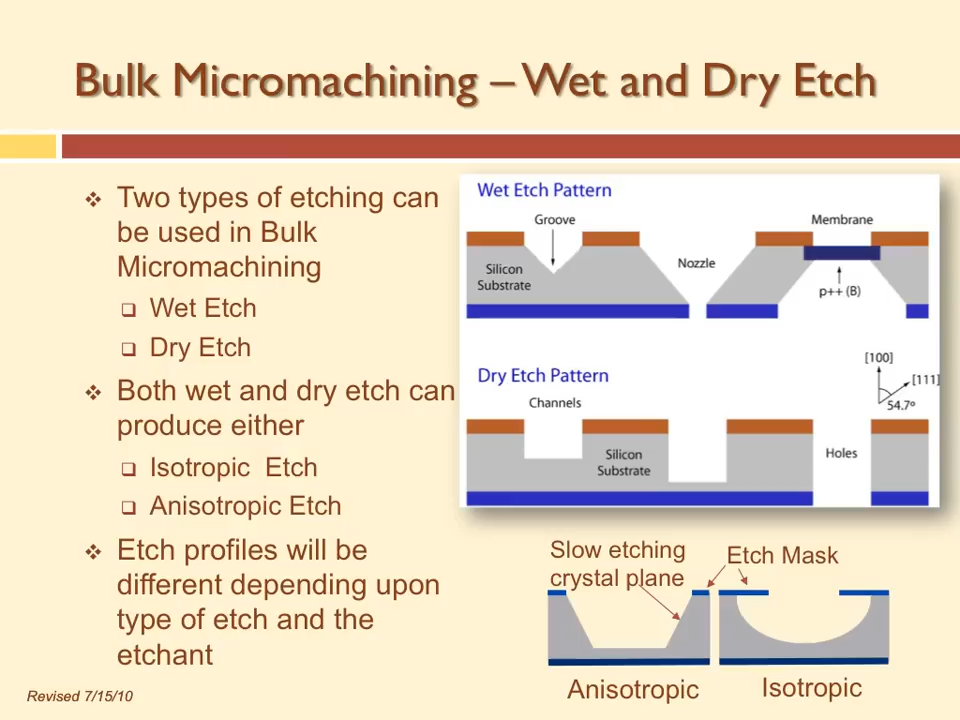 Bulk Micromachining – Wet and Dry Etch
❖ Two types of etching can
be used in Bulk
Micromachining
❑ Wet Etch
❑ Dry Etch
❖ Both wet and dry etch can
produce either
❑ Isotropic  Etch
❑ Anisotropic Etch
❖ Etch profiles will be
different depending upon
type of etch and the
etchant
Revised 7/15/10
Wet Etch Pattern
Groove
Membrane
Silicon
Substrate
Nozzle
p++ (B)
Dry Etch Pattern
[100]
[111]
54.7º
Channels
Silicon
Substrate
Holes
Slow etching
crystal plane
Etch Mask
Anisotropic
Isotropic